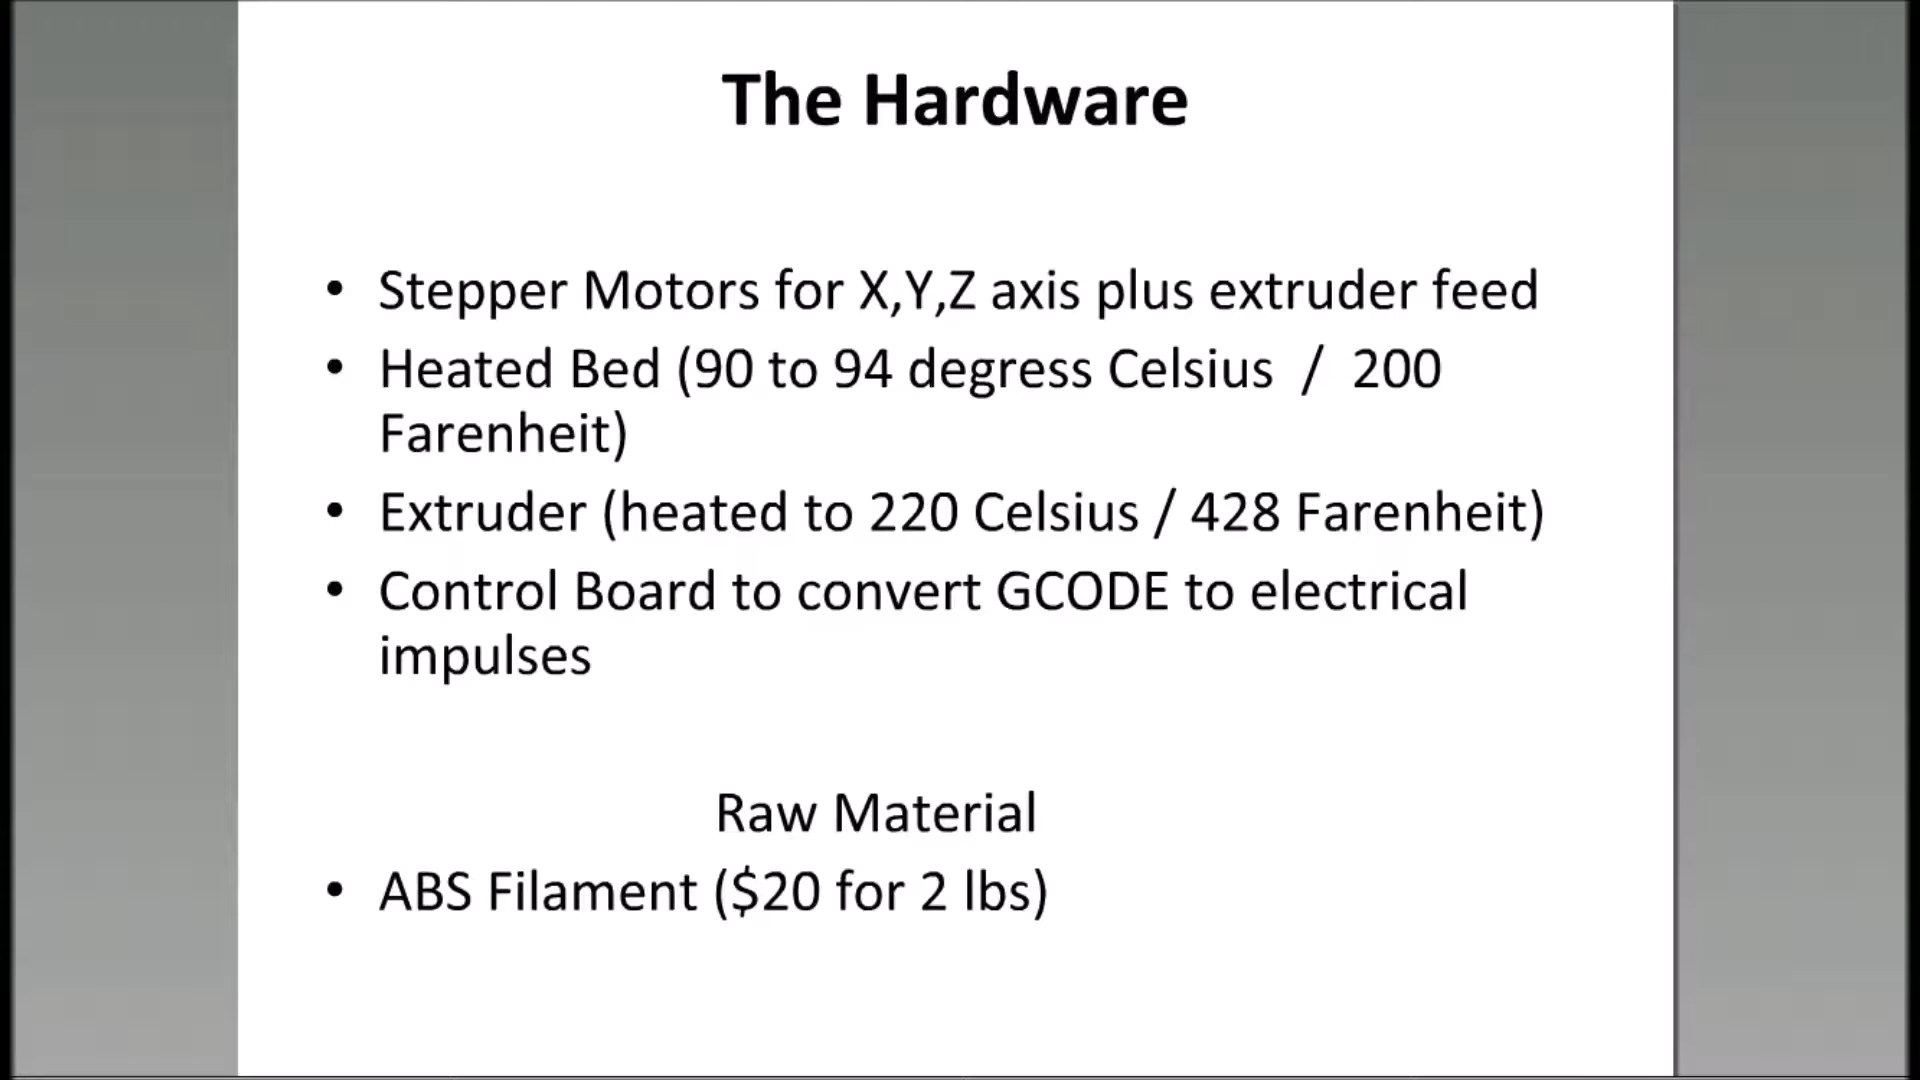 The Hardware
• Stepper Motors for X,Y,Z axis plus extruder feed
• Heated Bed (90 to 94 degress Celsius / 200
Farenheit)
• Extruder (heated to 220 Celsius / 428 Farenheit)
• Control Board to convert GCODE to electrical
impulses
Raw Material
• ABS Filament ($20 for 2 lbs)